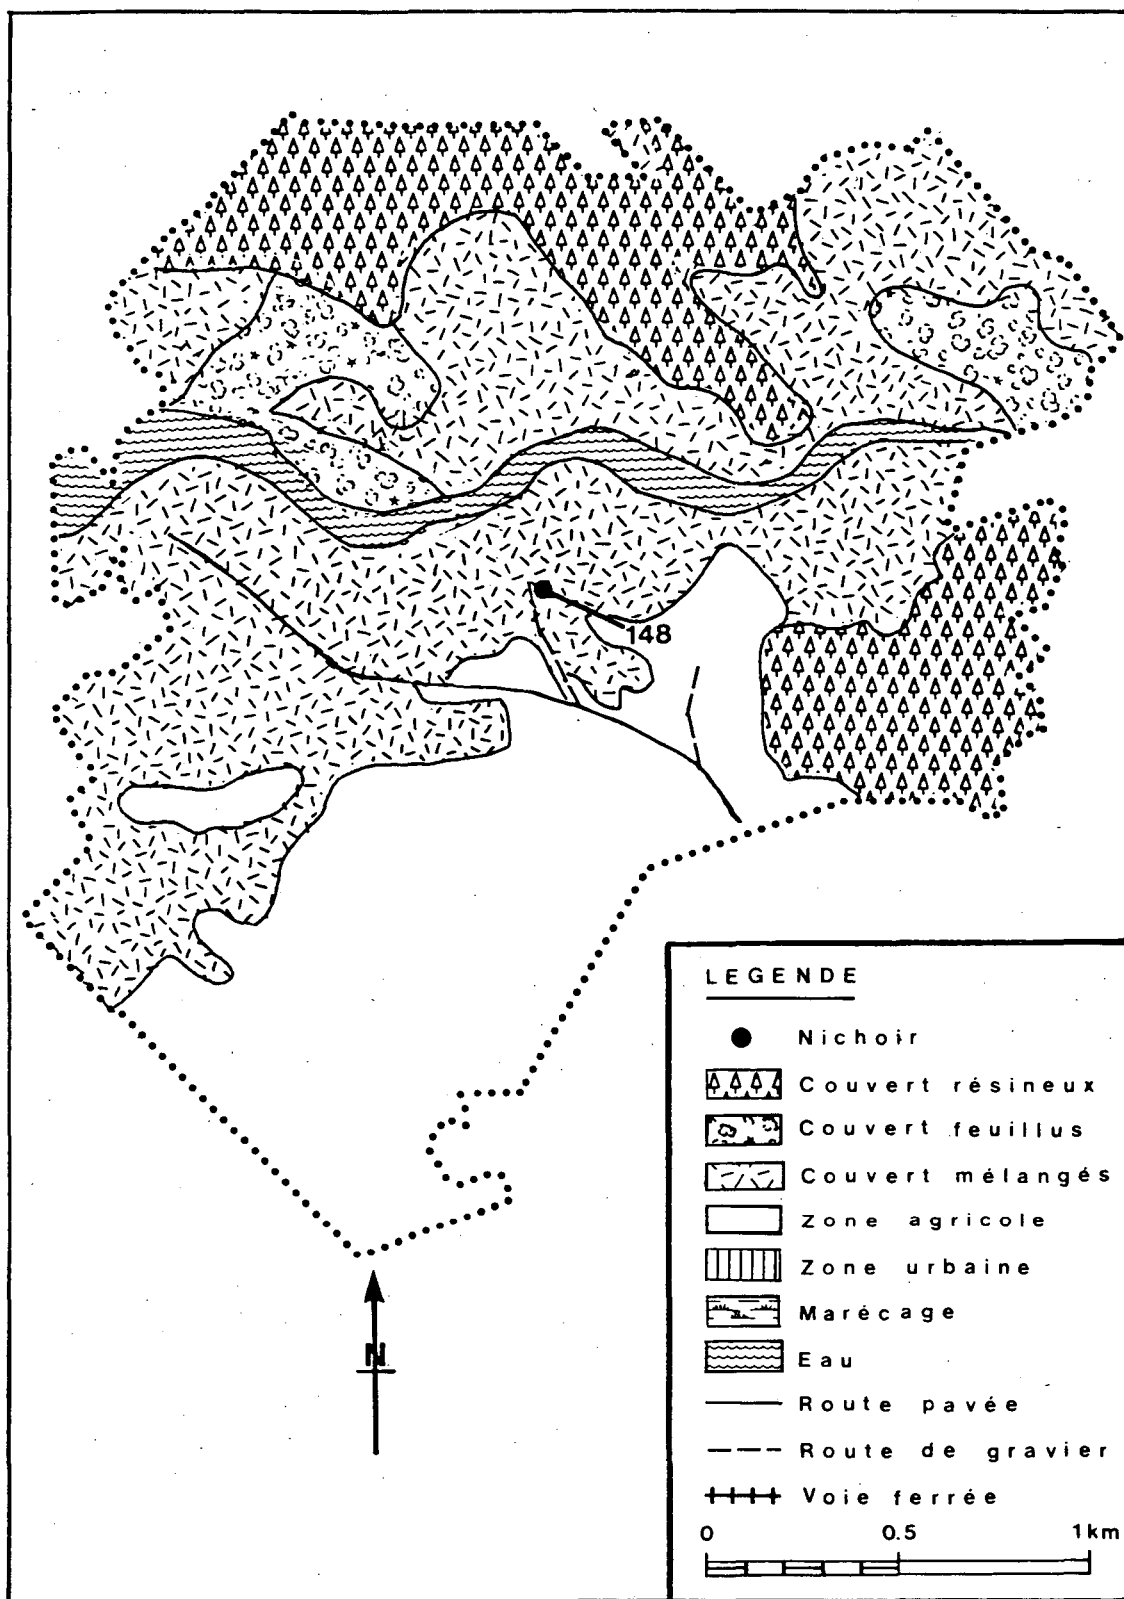 148
N
LEGENDE
Nichoir
Couvert résineux
Couvert feuillus
Couvert mélangés
Zone agricole
Zone urbaine
Marécage
Eau
Route pavée
Route de gravier
Voie ferrée
0 0.5 1km